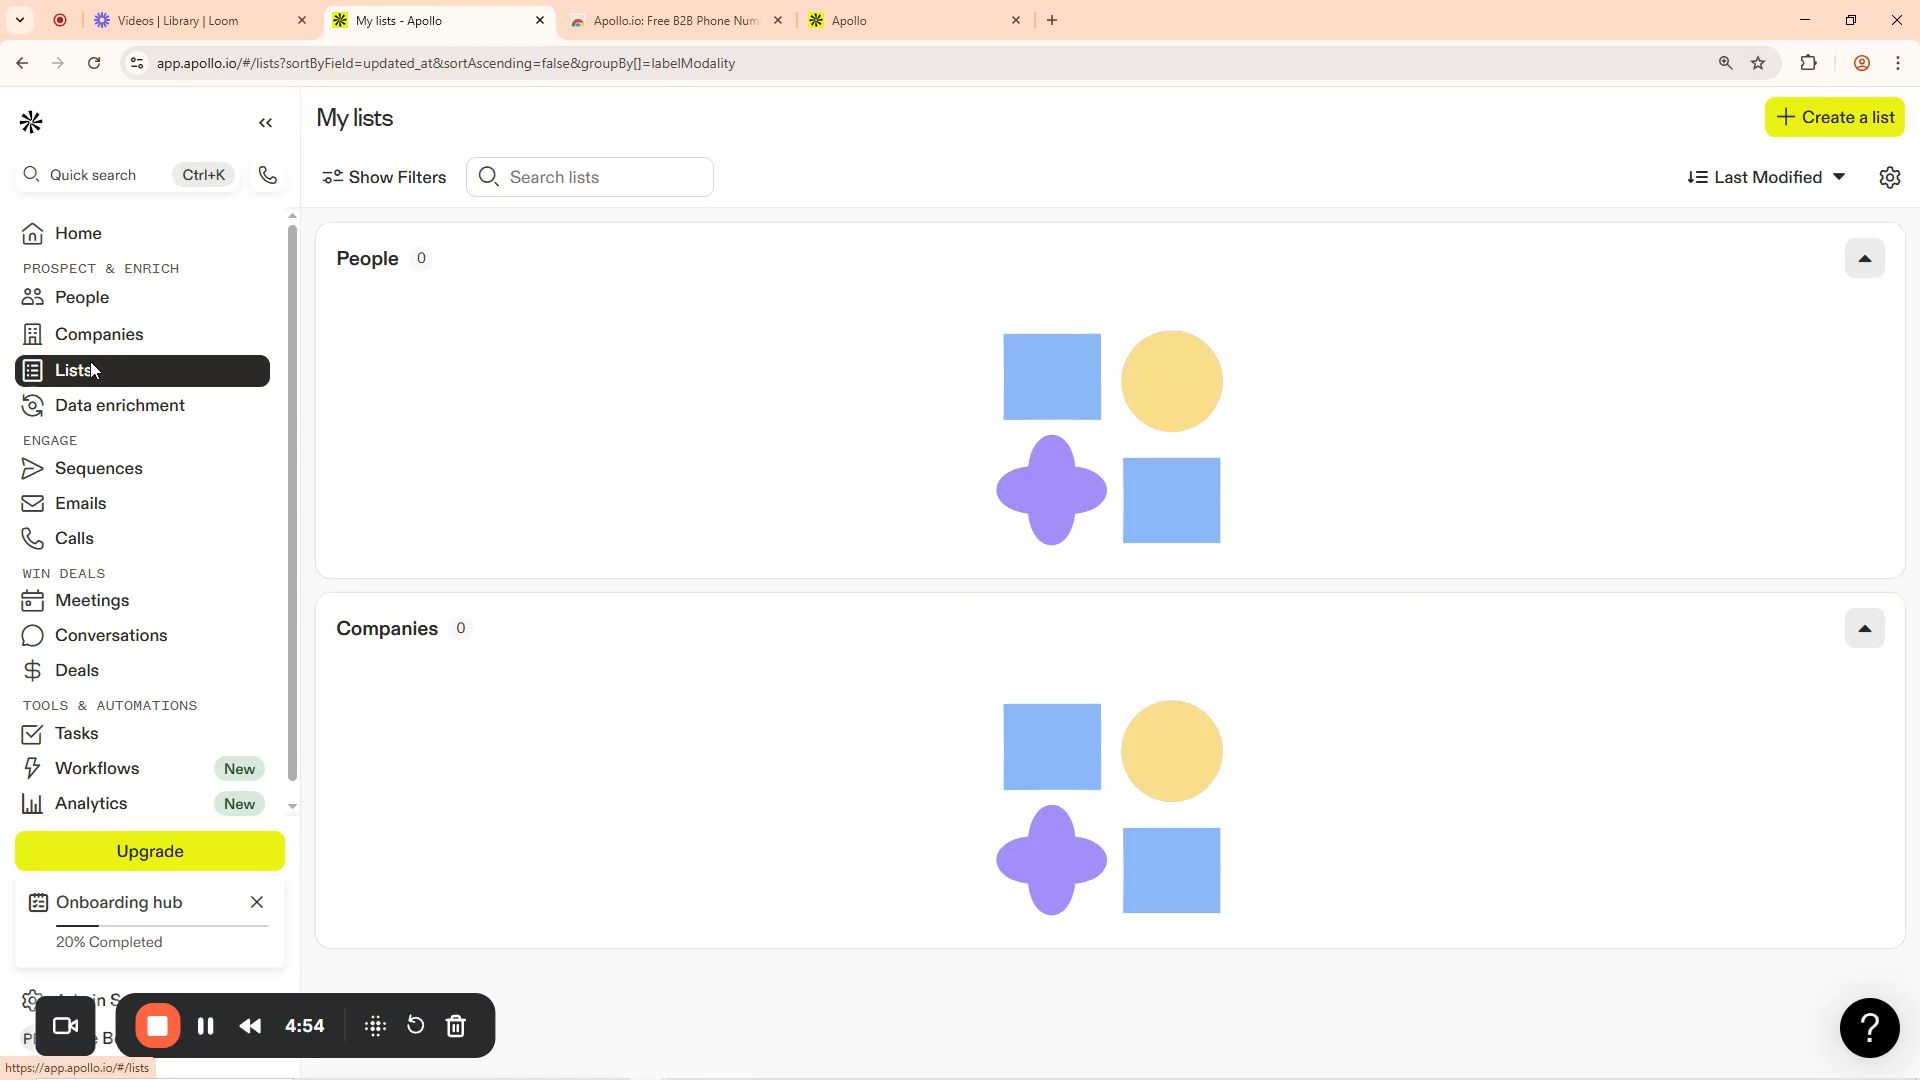 Videos | Library | Loom
My lists - Apollo
Apollo.io: Free B2B Phone Num
Apollo
app.apollo.io/#/lists?sortByField=updated_at&sortAscending=false&groupBy[]=labelModality
My lists
Create a list
Quick search
Ctrl+K
Show Filters
Search lists
Last Modified
Home
PROSPECT & ENRICH
People
Companies
Lists
Data enrichment
ENGAGE
Sequences
Emails
Calls
WIN DEALS
Meetings
Conversations
Deals
TOOLS & AUTOMATIONS
Tasks
Workflows
New
Analytics
New
Upgrade
Onboarding hub
20% Completed
People 0
Companies 0
4:54
?
https://app.apollo.io/#/lists